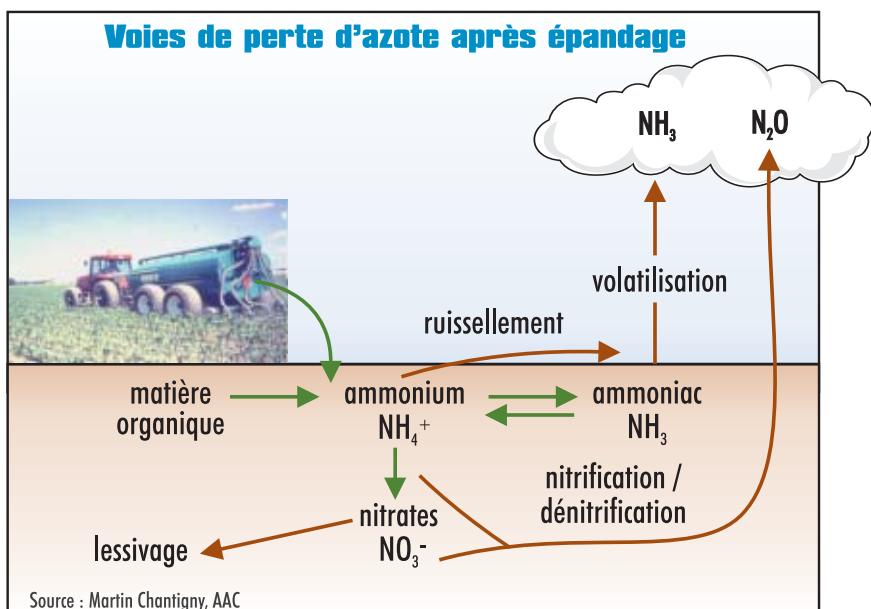 Voies de perte d'azote après épandage
NH₃
N₂O
volatilisation
ruissellement
matière
organique
ammonium
NH₄⁺
ammoniac
NH₃
nitrification /
dénitrification
nitrates
NO₃⁻
lessivage
Source : Martin Chantigny, AAC